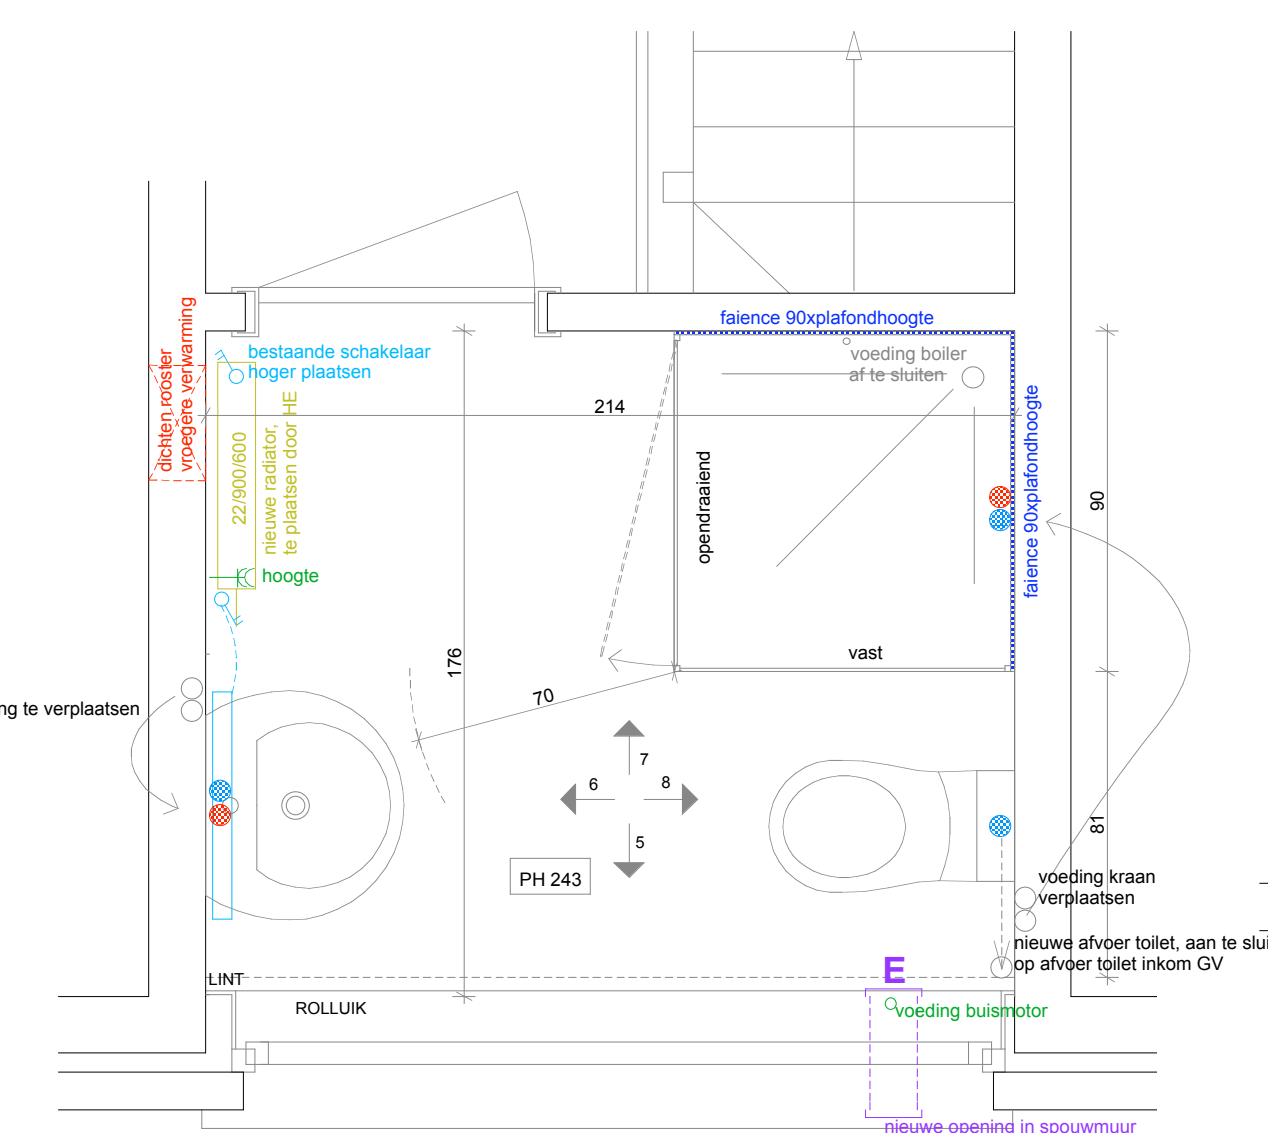 faience 90xplafondhoogte
dichten rooster
vroegere verwarming
bestaande schakelaar
hoger plaatsen
voeding boiler
af te sluiten
214
22/900/600
nieuwe radiator,
te plaatsen door HE
opendraaiend
faience 90xplafondhoogte
90
hoogte
176
vast
70
ng te verplaatsen
7
6
8
5
81
PH 243
voeding kraan
verplaatsen
nieuwe afvoer toilet, aan te slui
op afvoer toilet inkom GV
LINT
E
ROLLUIK
voeding buismotor
nieuwe opening in spouwmuur